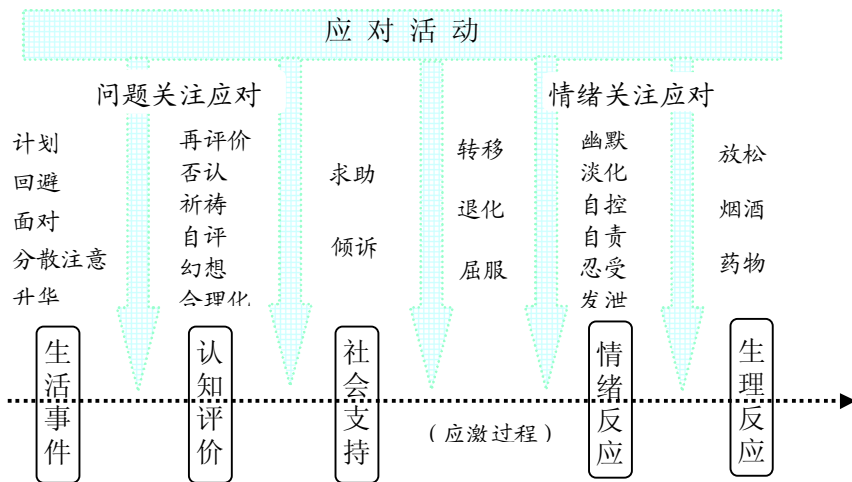 应对活动
问题关注应对
情绪关注应对
计划
回避
面对
分散注意
升华
再评价
否认
祈祷
自评
幻想
合理化
求助
倾诉
转移
退化
屈服
幽默
淡化
自控
自责
忍受
发泄
放松
烟酒
药物
生活事件
认知评价
社会支持
（应激过程）
情绪反应
生理反应